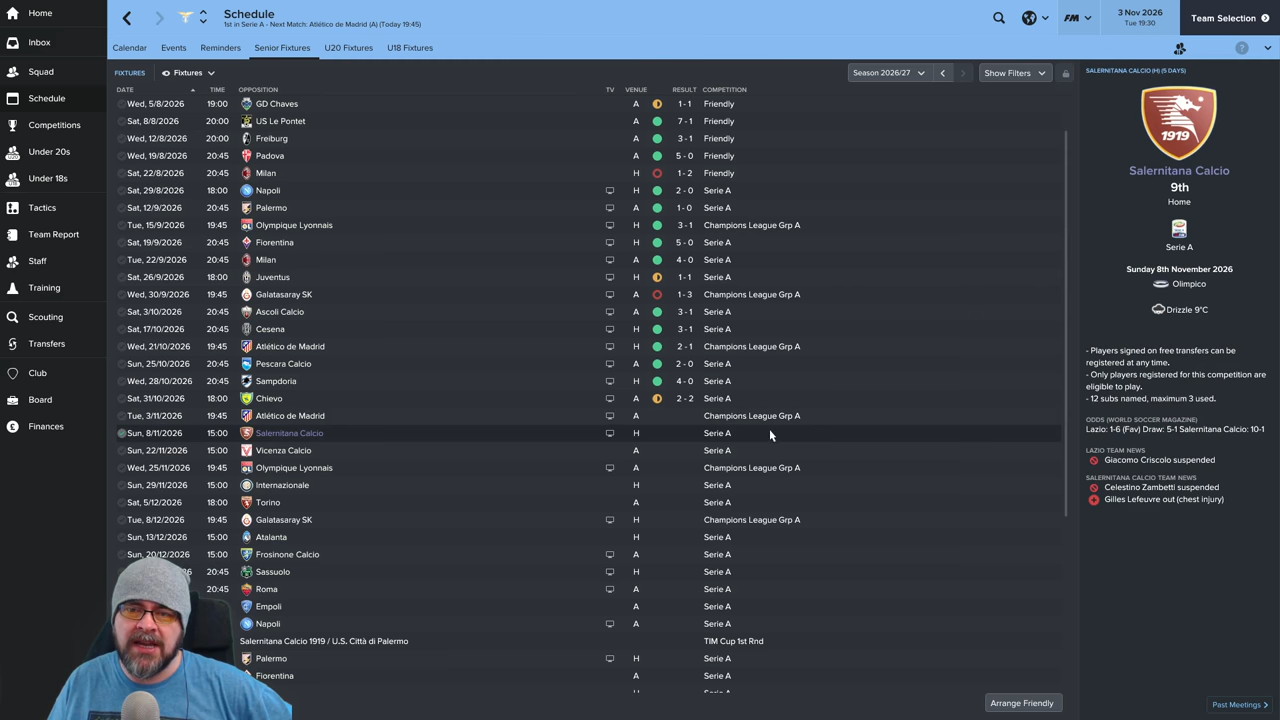 Home
Inbox
Squad
Schedule
Competitions
Under 20s
Under 18s
Tactics
Team Report
Staff
Training
Scouting
Transfers
Club
Board
Finances
Schedule
1st in Serie A - Next Match: Atlético de Madrid (A) (Today 19:45)
FM
3 Nov 2026
Tue 19:30
Team Selection
Calendar Events Reminders Senior Fixtures U20 Fixtures U18 Fixtures
?
FIXTURES Fixtures Season 2026/27 Show Filters
DATE TIME OPPOSITION TV VENUE RESULT COMPETITION
Wed, 5/8/2026 19:00 GD Chaves A 1 - 1 Friendly
Sat, 8/8/2026 20:00 US Le Pontet A 7 - 1 Friendly
Wed, 12/8/2026 20:00 Freiburg A 3 - 1 Friendly
Wed, 19/8/2026 20:45 Padova A 5 - 0 Friendly
Sat, 22/8/2026 20:45 Milan H 1 - 2 Friendly
Sat, 29/8/2026 18:00 Napoli H 2 - 0 Serie A
Sat, 12/9/2026 20:45 Palermo A 1 - 0 Serie A
Tue, 15/9/2026 19:45 Olympique Lyonnais H 3 - 1 Champions League Grp A
Sat, 19/9/2026 20:45 Fiorentina H 5 - 0 Serie A
Tue, 22/9/2026 20:45 Milan A 4 - 0 Serie A
Sat, 26/9/2026 18:00 Juventus H 1 - 1 Serie A
Wed, 30/9/2026 19:45 Galatasaray SK A 1 - 3 Champions League Grp A
Sat, 3/10/2026 20:45 Ascoli Calcio A 3 - 1 Serie A
Sat, 17/10/2026 20:45 Cesena H 3 - 1 Serie A
Wed, 21/10/2026 19:45 Atlético de Madrid H 2 - 1 Champions League Grp A
Sun, 25/10/2026 20:45 Pescara Calcio A 2 - 0 Serie A
Wed, 28/10/2026 20:45 Sampdoria H 4 - 0 Serie A
Sat, 31/10/2026 18:00 Chievo A 2 - 2 Serie A
Tue, 3/11/2026 19:45 Atlético de Madrid A Champions League Grp A
Sun, 8/11/2026 15:00 Salernitana Calcio H Serie A
Sun, 22/11/2026 15:00 Vicenza Calcio A Serie A
Wed, 25/11/2026 19:45 Olympique Lyonnais A Champions League Grp A
Sun, 29/11/2026 15:00 Internazionale H Serie A
Sat, 5/12/2026 18:00 Torino A Serie A
Tue, 8/12/2026 19:45 Galatasaray SK H Champions League Grp A
Sun, 13/12/2026 15:00 Atalanta H Serie A
Sun, 20/12/2026 15:00 Frosinone Calcio A Serie A
20:45 Sassuolo H Serie A
20:45 Roma A Serie A
Empoli A Serie A
Napoli A Serie A
Salernitana Calcio 1919 / U.S. Città di Palermo TIM Cup 1st Rnd
Palermo H Serie A
Fiorentina A Serie A
Arrange Friendly
SALERNITANA CALCIO (H) (5 DAYS)
1919
Salernitana Calcio
9th
Home
Serie A
Sunday 8th November 2026
Olimpico
Drizzle 9°C
- Players signed on free transfers can be
registered at any time.
- Only players registered for this competition are
eligible to play.
- 12 subs named, maximum 3 used.
ODDS (WORLD SOCCER MAGAZINE)
Lazio: 1-6 (Fav) Draw: 5-1 Salernitana Calcio: 10-1
LAZIO TEAM NEWS
Giacomo Criscolo suspended
SALERNITANA CALCIO TEAM NEWS
Celestino Zambetti suspended
Gilles Lefeuvre out (chest injury)
Past Meetings